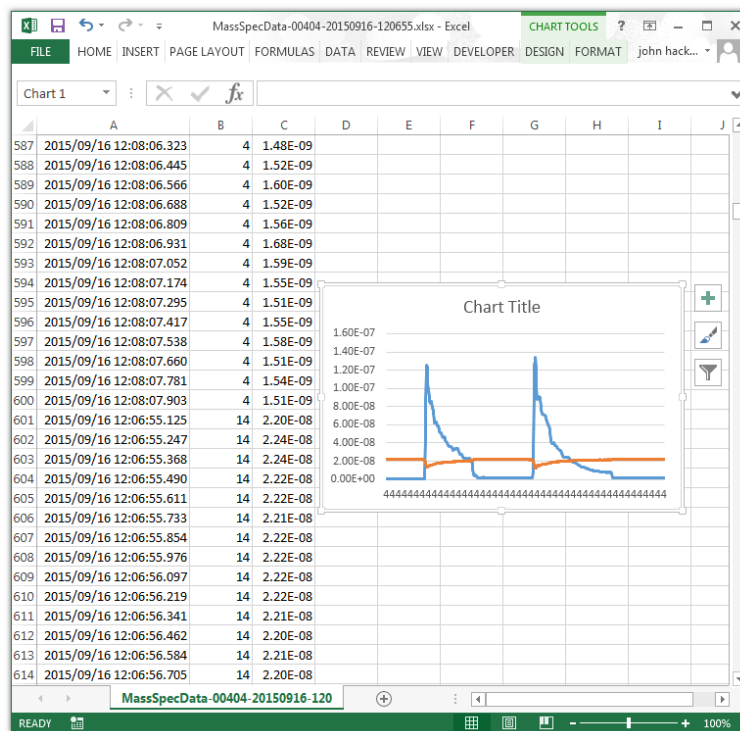 MassSpecData-00404-20150916-120655.xlsx - Excel CHART TOOLS ?
FILE HOME INSERT PAGE LAYOUT FORMULAS DATA REVIEW VIEW DEVELOPER DESIGN FORMAT john hack...
Chart 1 fx
A B C D E F G H I J
587 2015/09/16 12:08:06.323 4 1.48E-09
588 2015/09/16 12:08:06.445 4 1.52E-09
589 2015/09/16 12:08:06.566 4 1.60E-09
590 2015/09/16 12:08:06.688 4 1.52E-09
591 2015/09/16 12:08:06.809 4 1.56E-09
592 2015/09/16 12:08:06.931 4 1.68E-09
593 2015/09/16 12:08:07.052 4 1.59E-09
594 2015/09/16 12:08:07.174 4 1.55E-09
595 2015/09/16 12:08:07.295 4 1.51E-09
596 2015/09/16 12:08:07.417 4 1.55E-09
597 2015/09/16 12:08:07.538 4 1.58E-09
598 2015/09/16 12:08:07.660 4 1.51E-09
599 2015/09/16 12:08:07.781 4 1.54E-09
600 2015/09/16 12:08:07.903 4 1.51E-09
601 2015/09/16 12:06:55.125 14 2.20E-08
602 2015/09/16 12:06:55.247 14 2.24E-08
603 2015/09/16 12:06:55.368 14 2.24E-08
604 2015/09/16 12:06:55.490 14 2.22E-08
605 2015/09/16 12:06:55.611 14 2.22E-08
606 2015/09/16 12:06:55.733 14 2.21E-08
607 2015/09/16 12:06:55.854 14 2.22E-08
608 2015/09/16 12:06:55.976 14 2.22E-08
609 2015/09/16 12:06:56.097 14 2.22E-08
610 2015/09/16 12:06:56.219 14 2.22E-08
611 2015/09/16 12:06:56.341 14 2.21E-08
612 2015/09/16 12:06:56.462 14 2.20E-08
613 2015/09/16 12:06:56.584 14 2.21E-08
614 2015/09/16 12:06:56.705 14 2.20E-08
Chart Title
1.60E-07
1.40E-07
1.20E-07
1.00E-07
8.00E-08
6.00E-08
4.00E-08
2.00E-08
0.00E+00
MassSpecData-00404-20150916-120
READY 100%